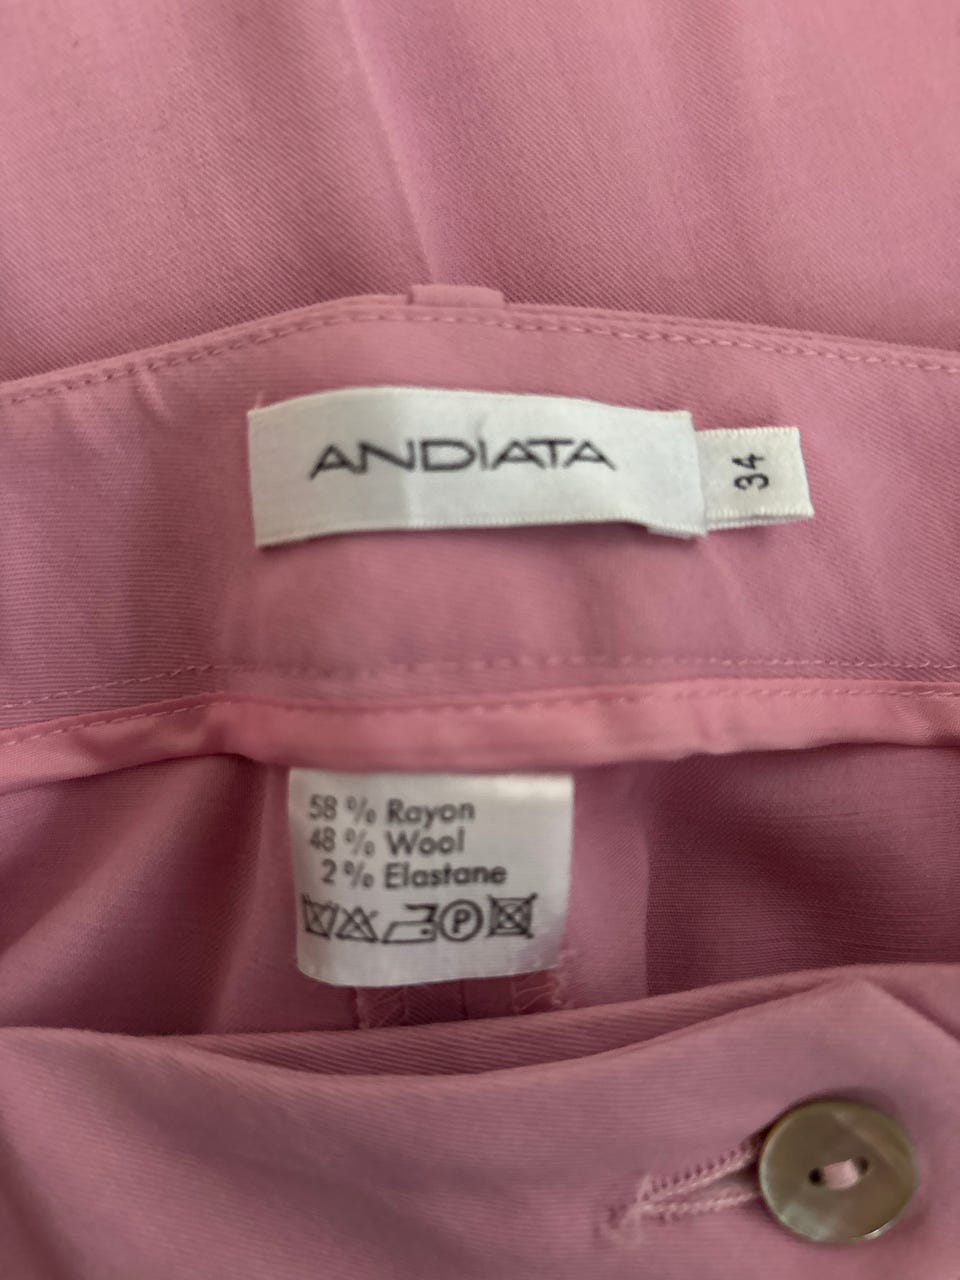 ANDIATA
34
58 % Rayon
48 % Wool
2 % Elastane
P